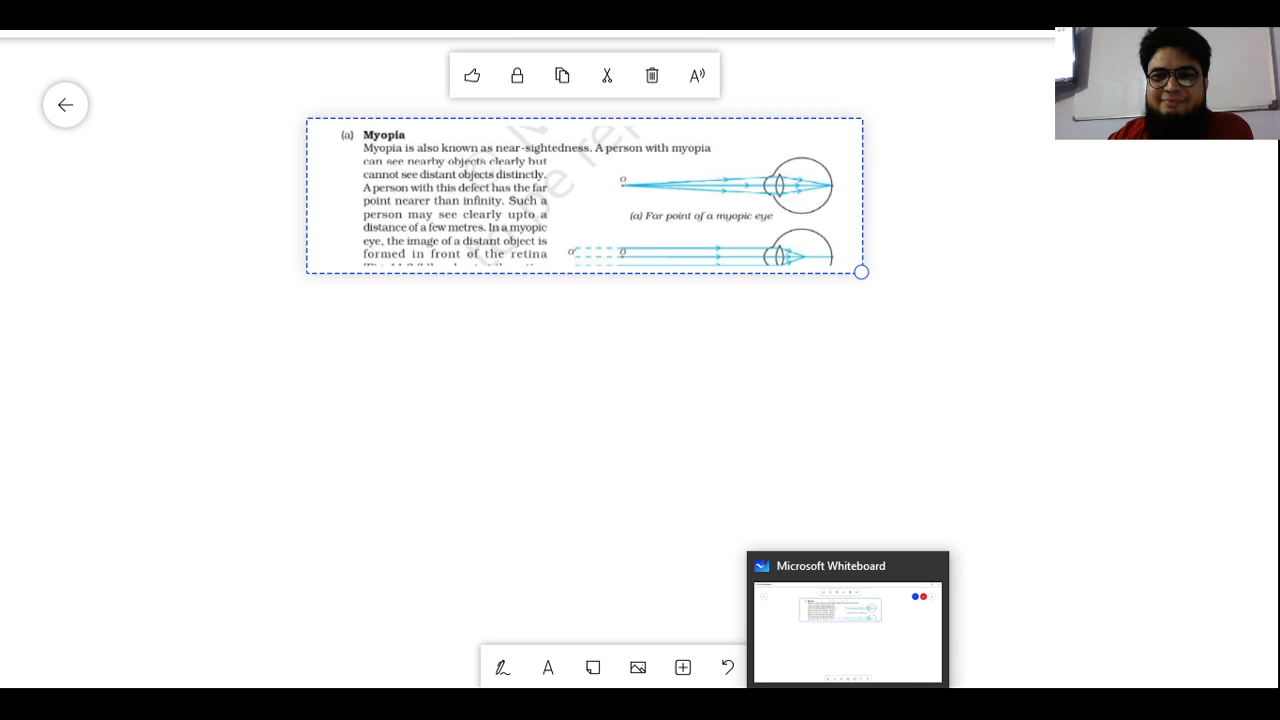 (a) Myopia
Myopia is also known as near-sightedness. A person with myopia
can see nearby objects clearly but
cannot see distant objects distinctly.
A person with this defect has the far
point nearer than infinity. Such a
person may see clearly upto a
distance of a few metres. In a myopic
eye, the image of a distant object is
formed in front of the retina
O
(a) Far point of a myopic eye
O'
O
Microsoft Whiteboard